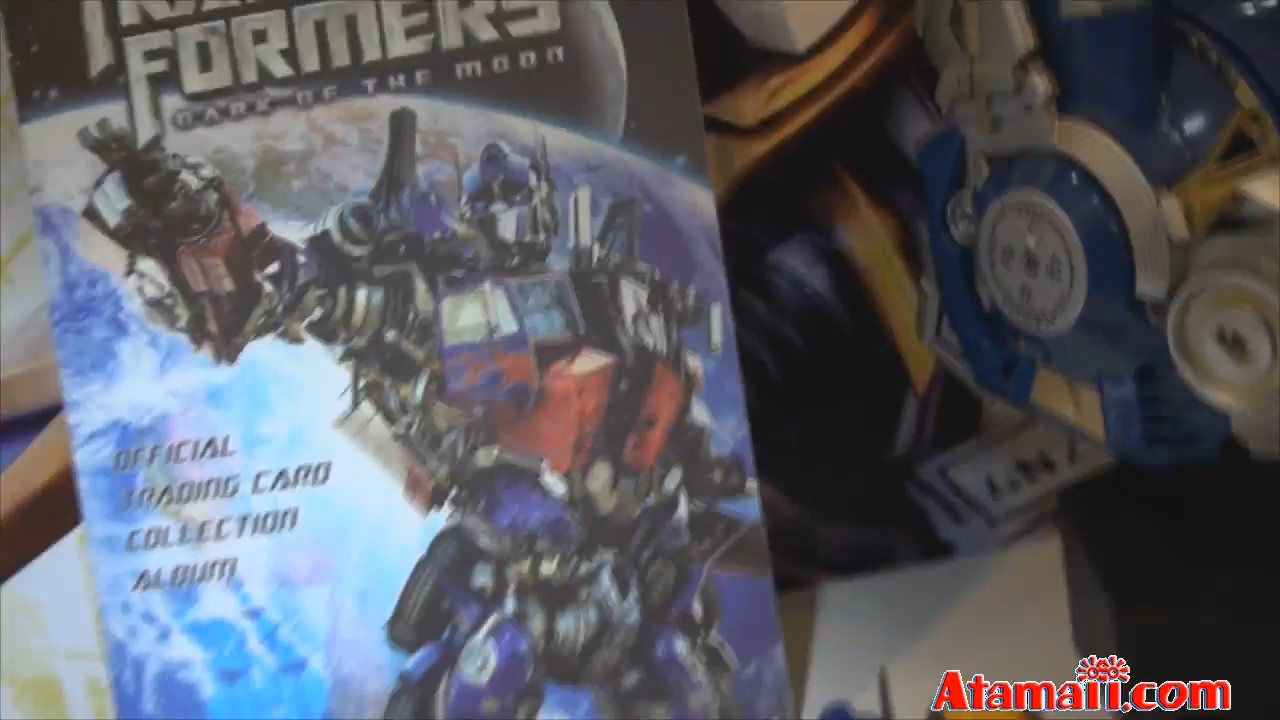 FORMERS
DARK OF THE MOON
OFFICIAL
TRADING CARD
COLLECTION
ALBUM
Atamaii.com